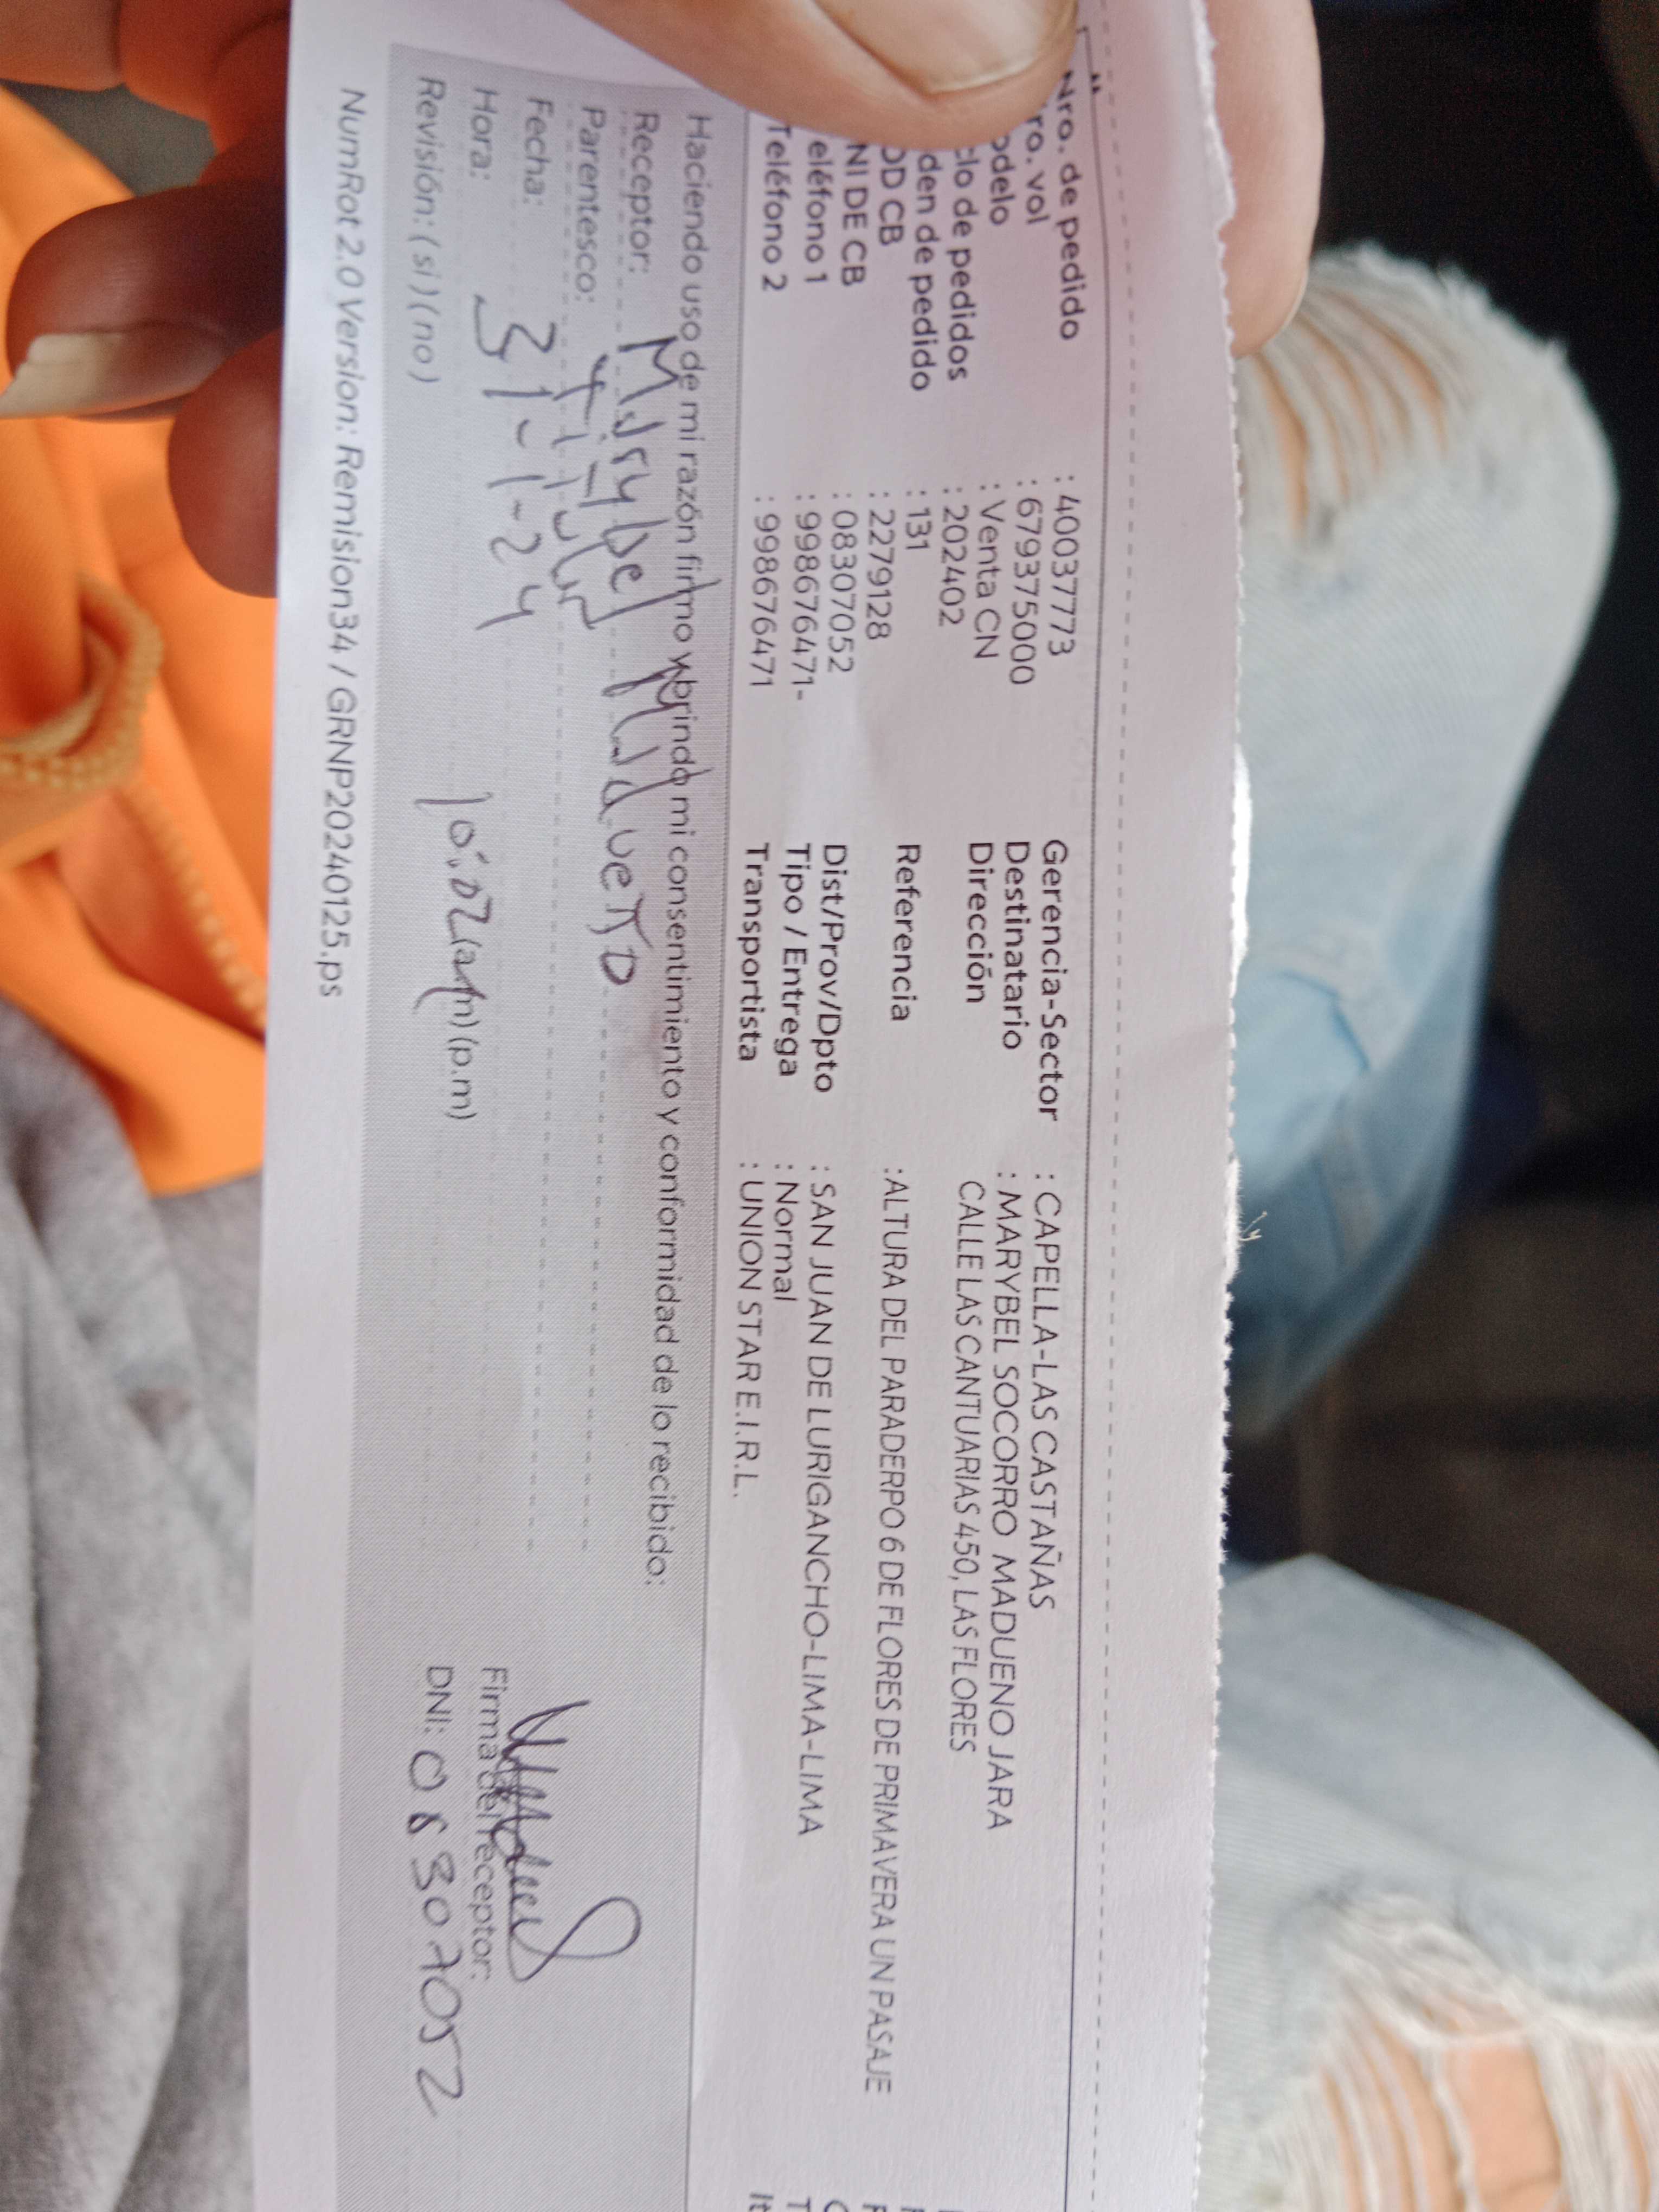 Nro. de pedido : 40037773 Gerencia-Sector : CAPELLA-LAS CASTAÑAS
ro. vol : 679375000 Destinatario : MARYBEL SOCORRO MADUENO JARA
odelo : Venta CN Dirección CALLE LAS CANTUARIAS 450, LAS FLORES
clo de pedidos : 202402
den de pedido : 131 Referencia :ALTURA DEL PARADERPO 6 DE FLORES DE PRIMAVERA UN PASAJE
OD CB : 2279128
NI DE CB : 08307052 Dist/Prov/Dpto : SAN JUAN DE LURIGANCHO-LIMA-LIMA
eléfono 1 : 998676471- Tipo / Entrega : Normal
Teléfono 2 : 998676471 Transportista : UNION STAR E.I.R.L.
Haciendo uso de mi razón firmo y brindo mi consentimiento y conformidad de lo recibido:
Receptor: Marybel Madueño
Parentesco: Titular
Fecha: 31-1-24
Hora: 10:02 (a.m) (p.m) Firma del receptor:
Revisión: ( si ) ( no ) DNI: 08307052
NumRot 2.0 Version: Remision34 / GRNP20240125.ps